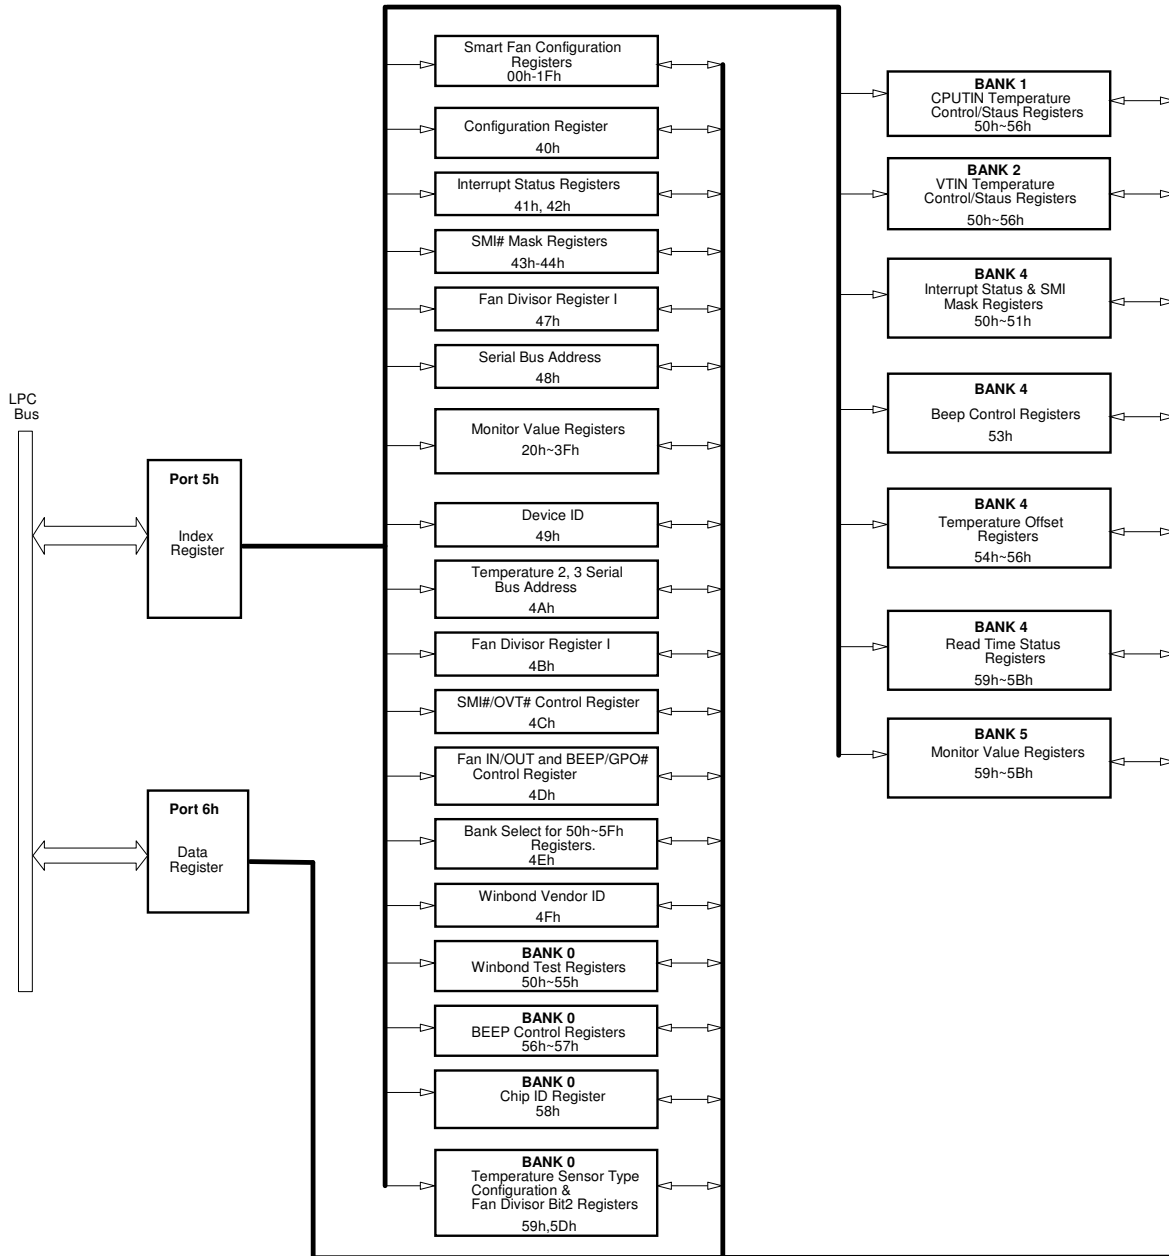 LPC
Bus
Port 5h
Index
Register
Port 6h
Data
Register
Smart Fan Configuration
Registers
00h-1Fh
Configuration Register
40h
Interrupt Status Registers
41h, 42h
SMI# Mask Registers
43h-44h
Fan Divisor Register I
47h
Serial Bus Address
48h
Monitor Value Registers
20h~3Fh
Device ID
49h
Temperature 2, 3 Serial
Bus Address
4Ah
Fan Divisor Register I
4Bh
SMI#/OVT# Control Register
4Ch
Fan IN/OUT and BEEP/GPO#
Control Register
4Dh
Bank Select for 50h~5Fh
Registers.
4Eh
Winbond Vendor ID
4Fh
BANK 0
Winbond Test Registers
50h~55h
BANK 0
BEEP Control Registers
56h~57h
BANK 0
Chip ID Register
58h
BANK 0
Temperature Sensor Type
Configuration &
Fan Divisor Bit2 Registers
59h,5Dh
BANK 1
CPUTIN Temperature
Control/Staus Registers
50h~56h
BANK 2
VTIN Temperature
Control/Staus Registers
50h~56h
BANK 4
Interrupt Status & SMI
Mask Registers
50h~51h
BANK 4
Beep Control Registers
53h
BANK 4
Temperature Offset
Registers
54h~56h
BANK 4
Read Time Status
Registers
59h~5Bh
BANK 5
Monitor Value Registers
59h~5Bh